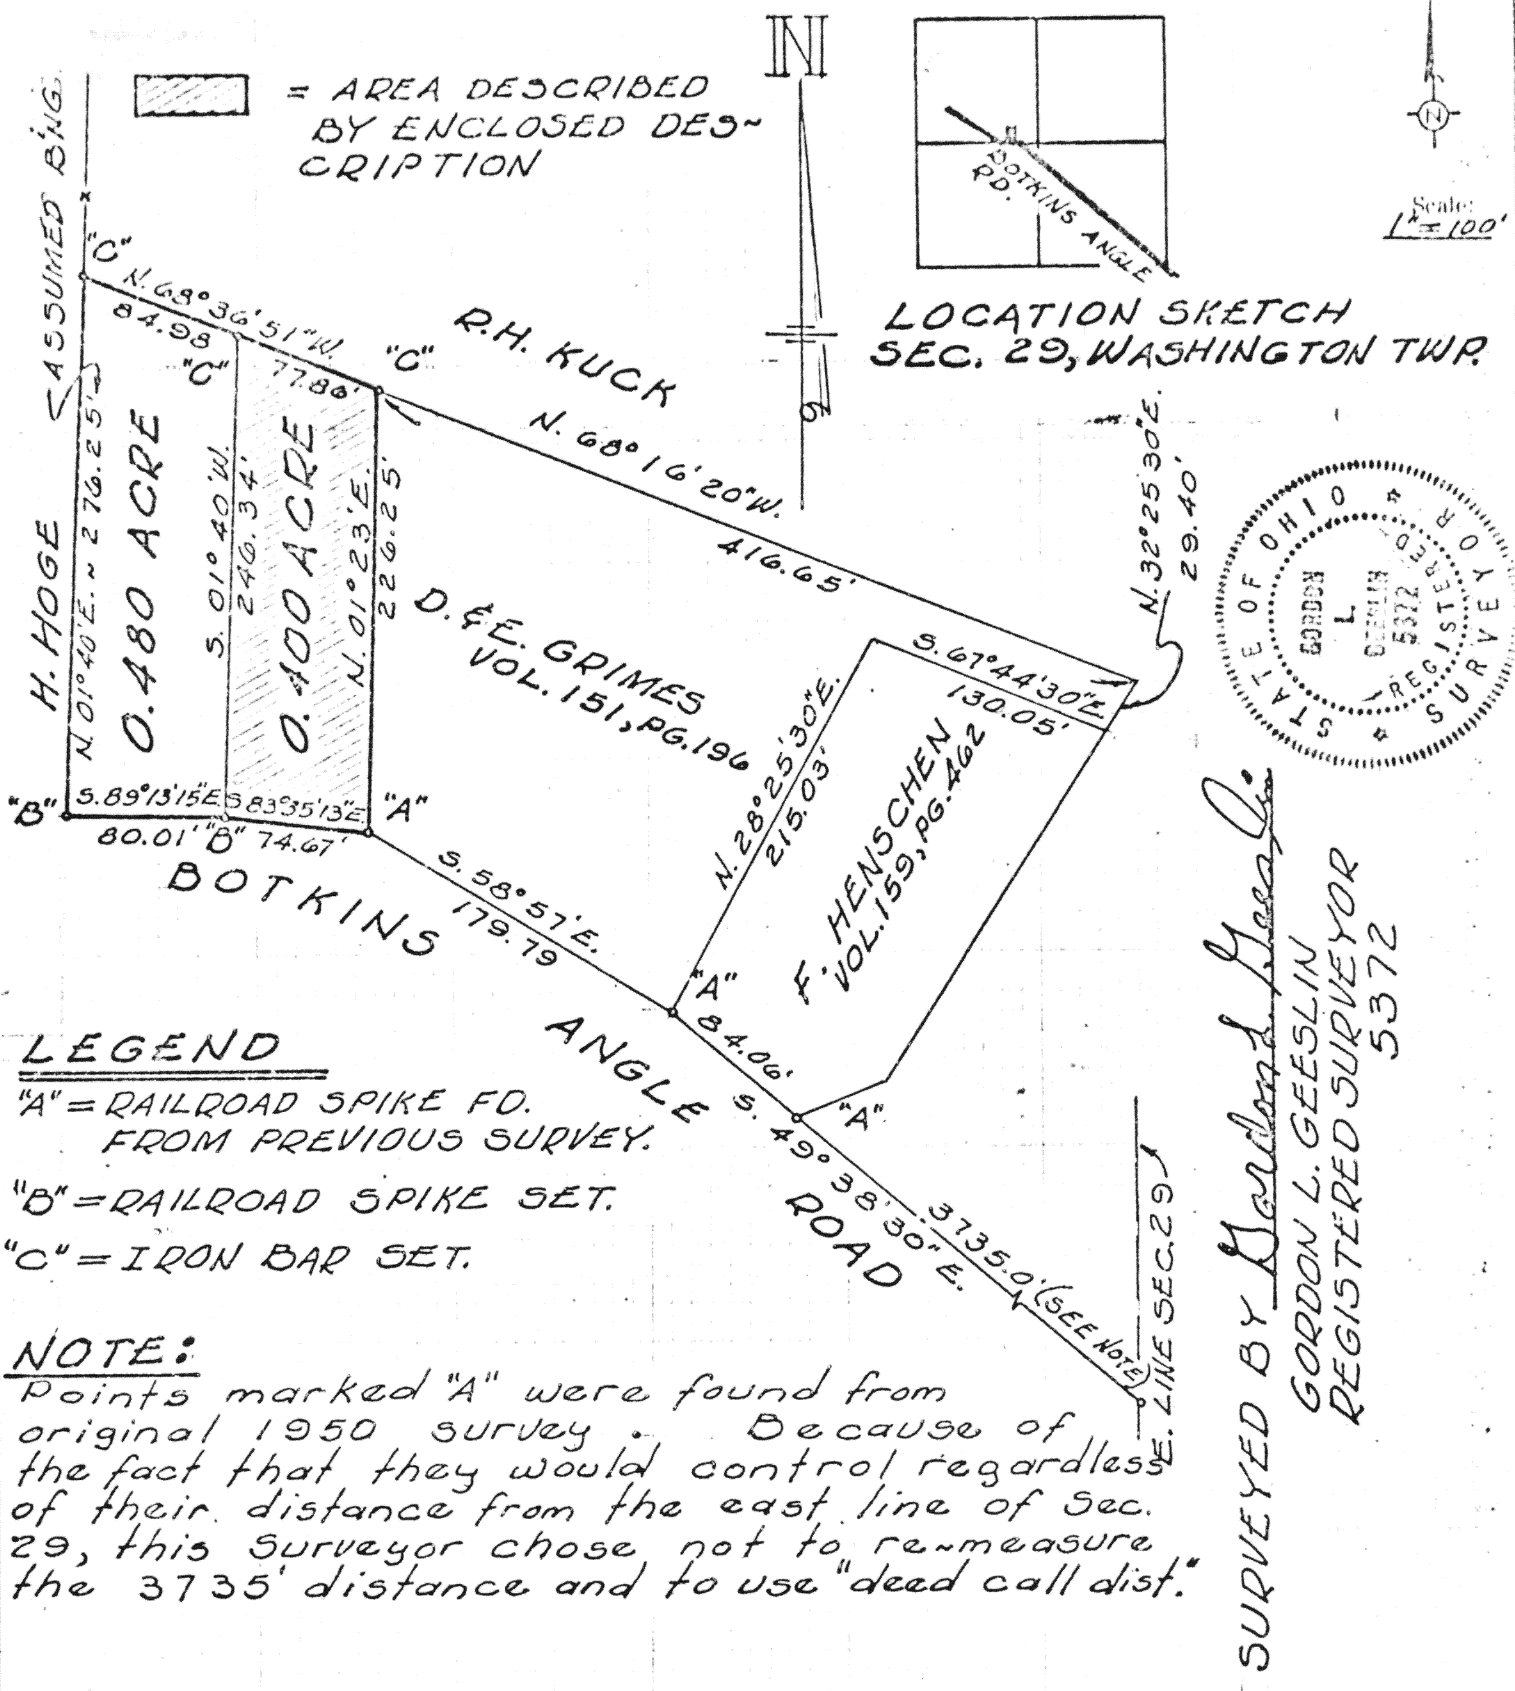 N
= AREA DESCRIBED
BY ENCLOSED DES~
CRIPTION
BOTKINS ANGLE
RD.
N
Scale:
1" = 100'
LOCATION SKETCH
SEC. 29, WASHINGTON TWP.
ASSUMED B'NG.
"C"
N. 68° 36' 51" W.
84.98
"C"
77.86'
"C"
R.H. KUCK
N. 68° 16' 20" W.
416.65'
N. 32° 25' 30" E.
29.40'
H. HOGE
N. 01° 40' E. ~ 276.25'
0.480 ACRE
S. 01° 40' W.
246.34'
0.400 ACRE
N. 01° 23' E.
226.25'
D. & E. GRIMES
VOL. 151, PG. 196
S. 67° 44' 30" E.
130.05'
N. 28° 25' 30" E.
215.03'
F. HENSCHEN
VOL. 159, PG. 462
STATE OF OHIO
GORDON
L
GEESLIN
5372
REGISTERED
SURVEYOR
"B"
S. 89° 13' 15" E.
80.01'
"B"
S 83° 35' 13" E
74.67'
"A"
S. 58° 57' E.
179.79
"A"
84.06'
"A"
S. 49° 38' 30" E.
3735.0' (SEE NOTE)
BOTKINS
ANGLE
ROAD
E. LINE SEC. 29
LEGEND
"A" = RAILROAD SPIKE FD.
FROM PREVIOUS SURVEY.
"B" = RAILROAD SPIKE SET.
"C" = IRON BAR SET.
NOTE:
Points marked "A" were found from
original 1950 survey. Because of
the fact that they would control regardless
of their distance from the east line of Sec.
29, this Surveyor chose not to re~measure
the 3735' distance and to use "deed call dist."
SURVEYED BY Gordon L. Geeslin
GORDON L. GEESLIN
REGISTERED SURVEYOR
5372